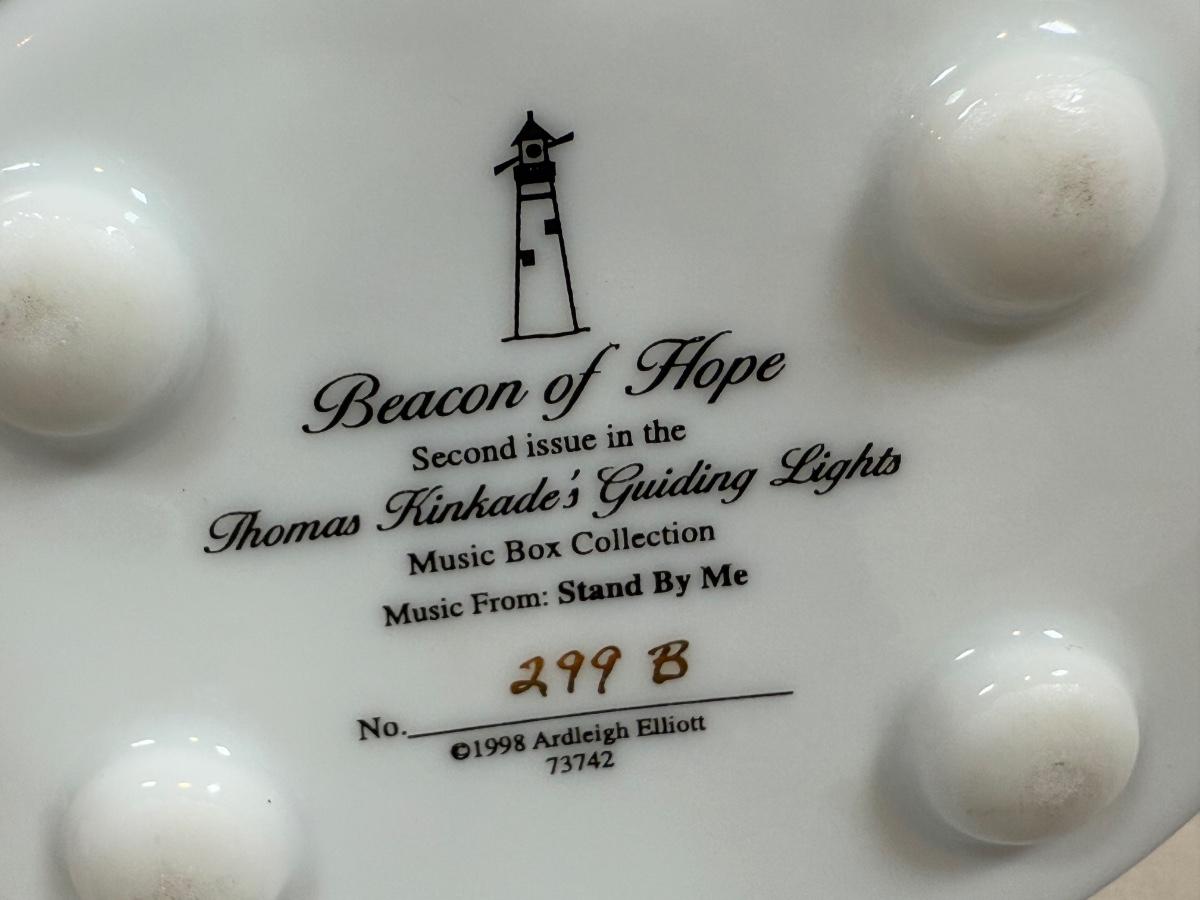 Beacon of Hope
Second issue in the
Thomas Kinkade's Guiding Lights
Music Box Collection
Music From: Stand By Me
299 B
No.
©1998 Ardleigh Elliott
73742